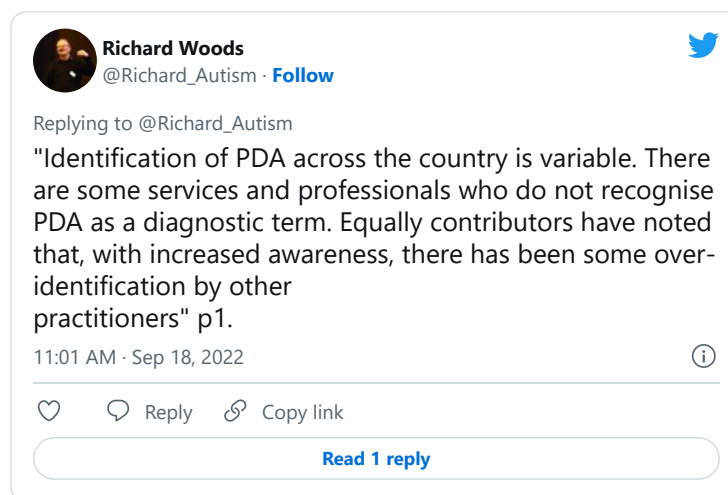 Richard Woods
@Richard_Autism · Follow
Replying to @Richard_Autism
"Identification of PDA across the country is variable. There
are some services and professionals who do not recognise
PDA as a diagnostic term. Equally contributors have noted
that, with increased awareness, there has been some over-
identification by other
practitioners" p1.
11:01 AM · Sep 18, 2022
Reply
Copy link
Read 1 reply